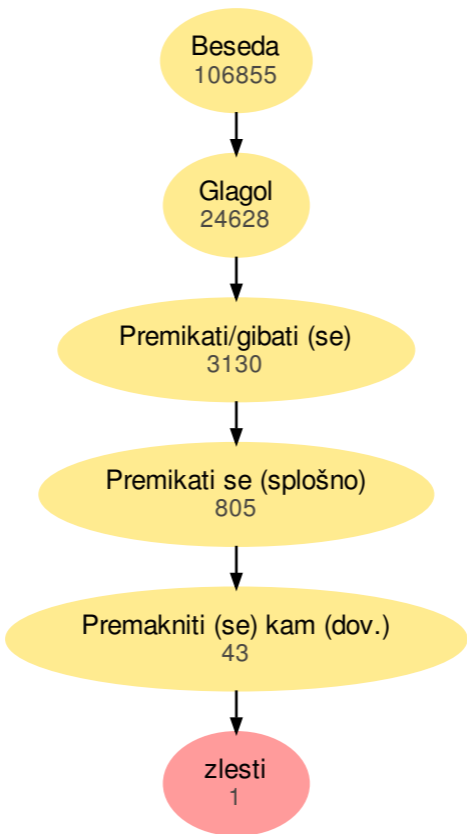 Beseda
106855
Glagol
24628
Premikati/gibati (se)
3130
Premikati se (splošno)
805
Premakniti (se) kam (dov.)
43
zlesti
1